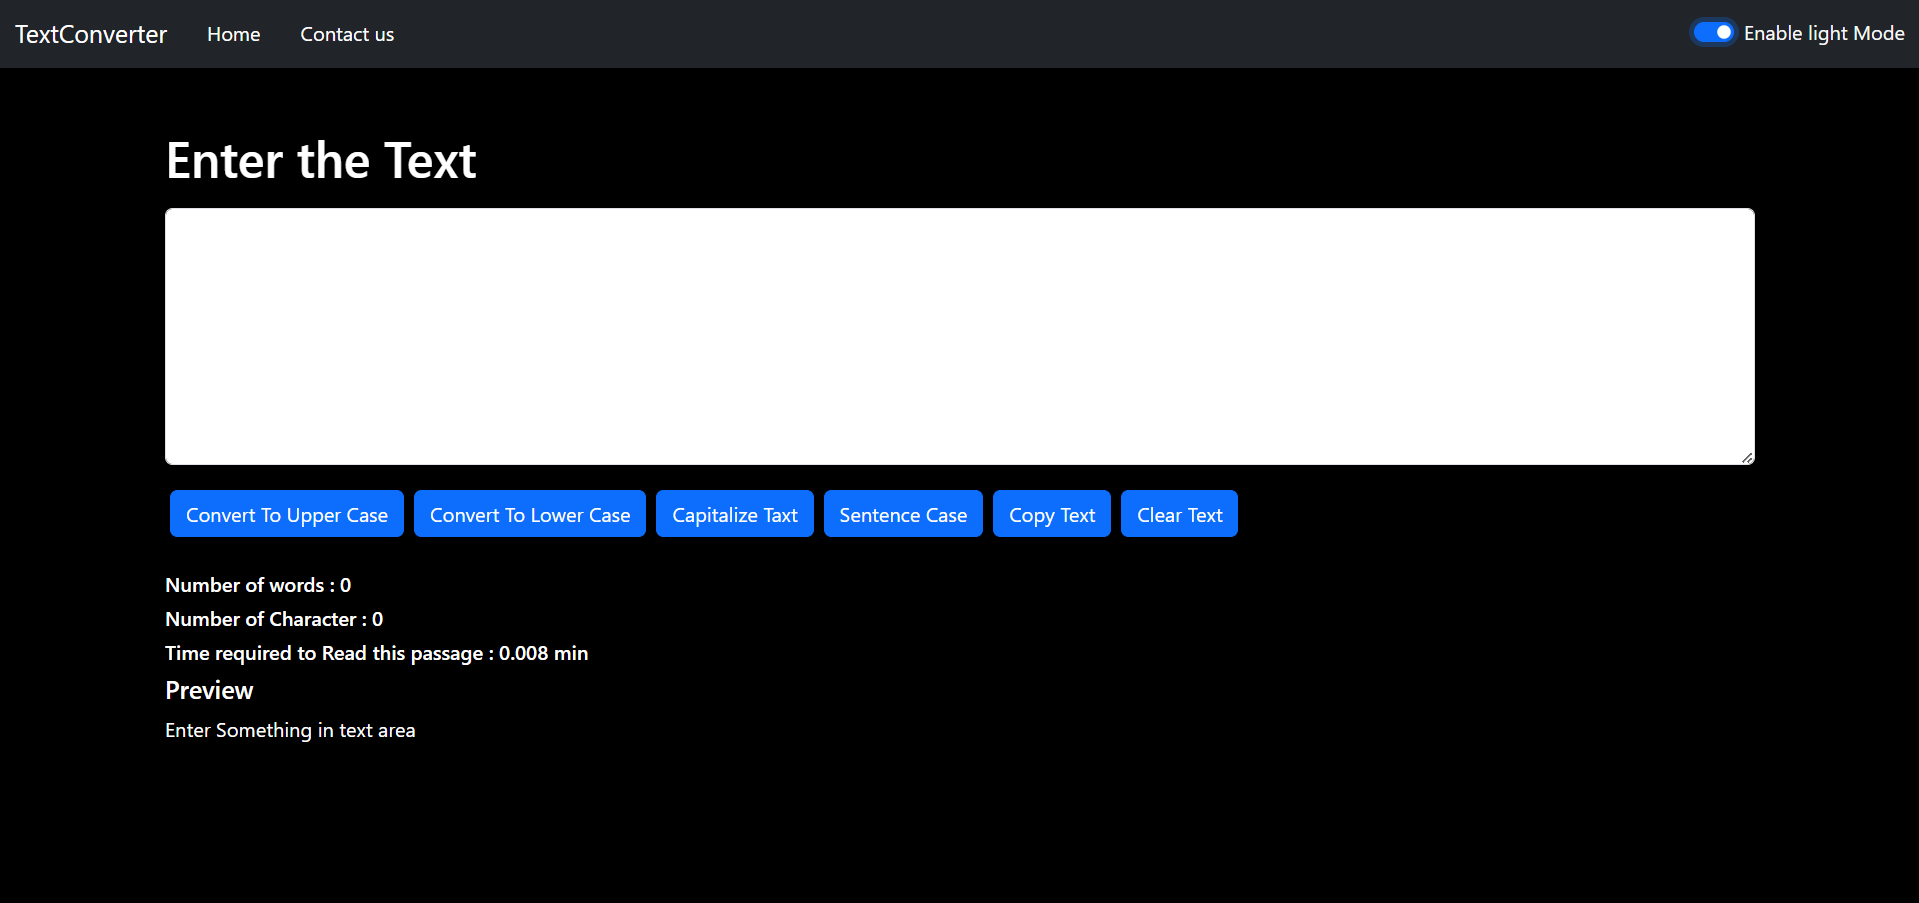 TextConverter Home Contact us Enable light Mode
Enter the Text
Convert To Upper Case Convert To Lower Case Capitalize Taxt Sentence Case Copy Text Clear Text
Number of words : 0
Number of Character : 0
Time required to Read this passage : 0.008 min
Preview
Enter Something in text area